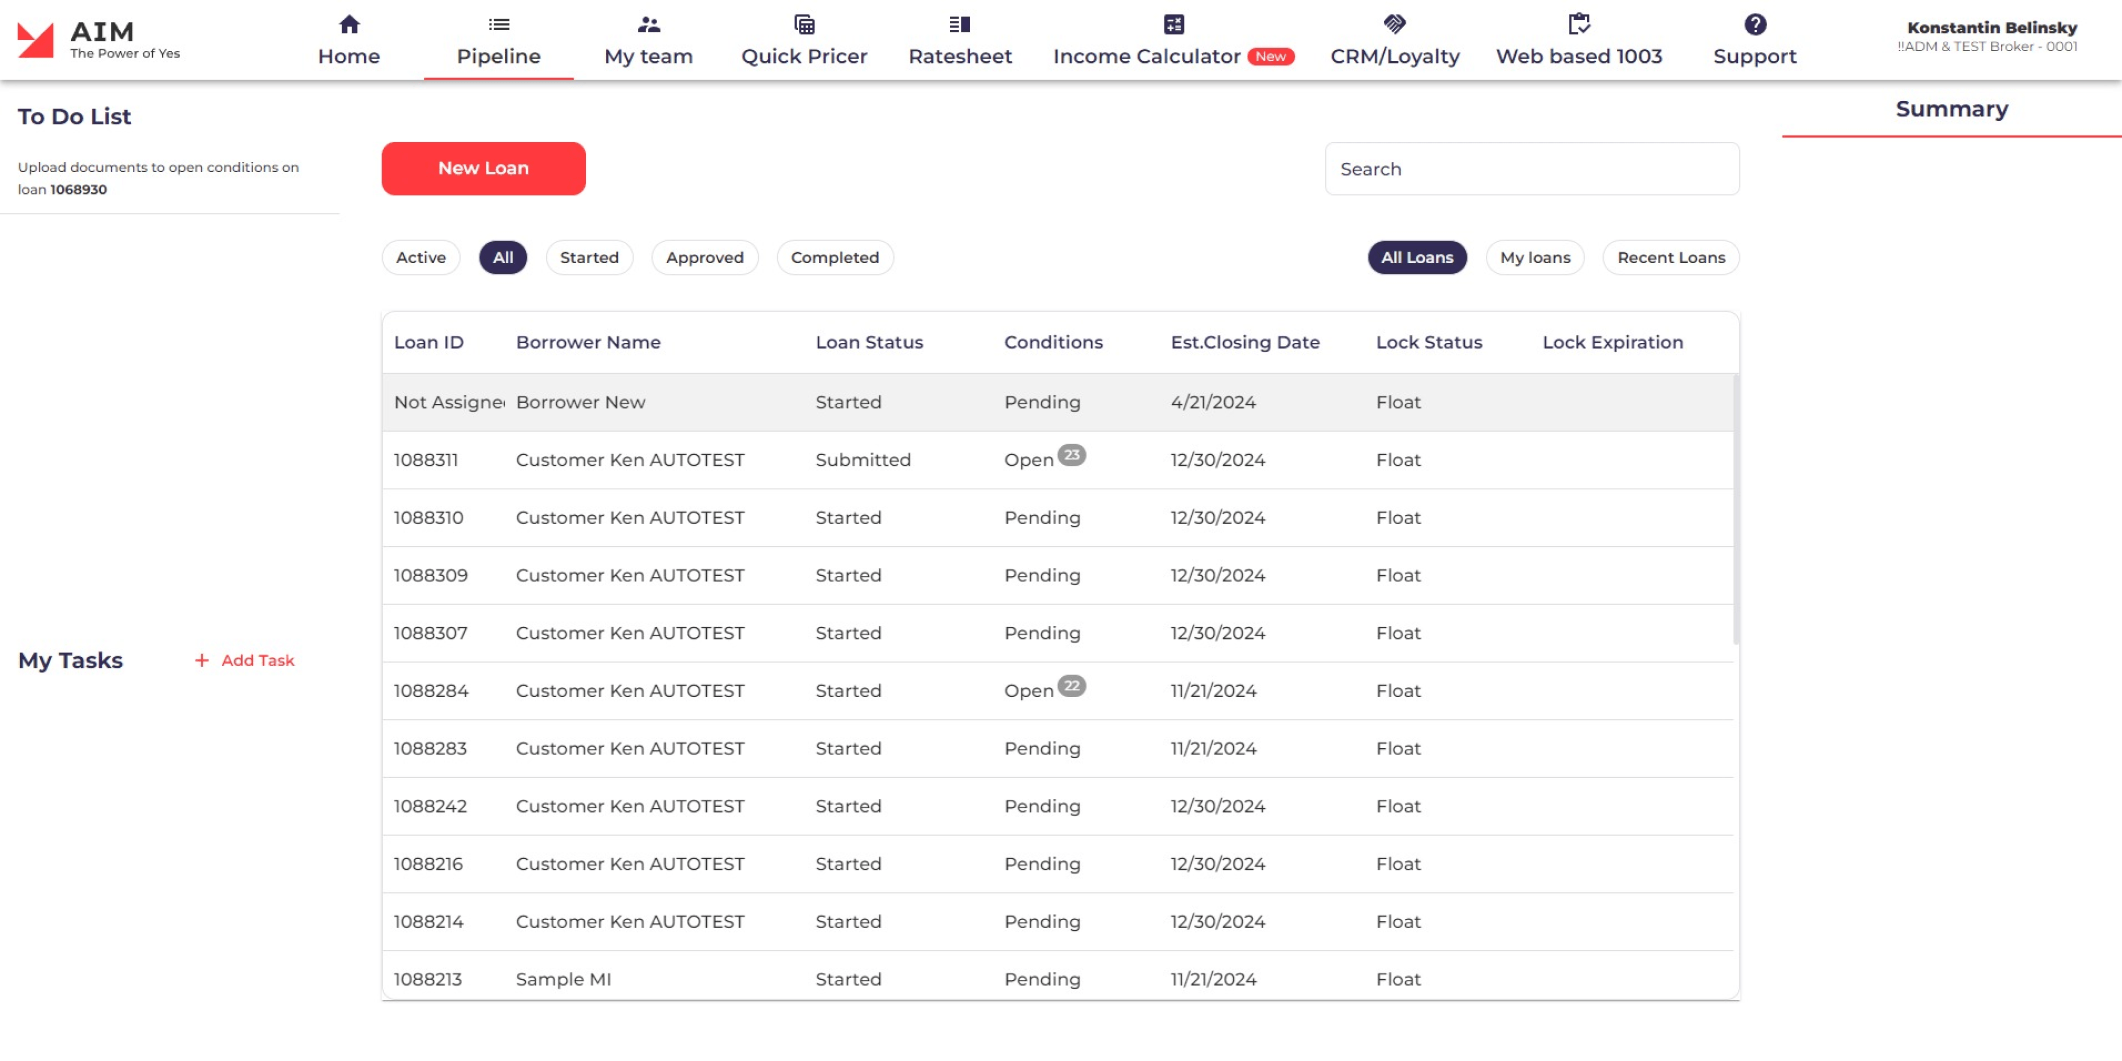 AIM
The Power of Yes
Home
Pipeline
My team
Quick Pricer
Ratesheet
Income Calculator New
CRM/Loyalty
Web based 1003
Support
Konstantin Belinsky
!!ADM & TEST Broker - 0001
To Do List
Upload documents to open conditions on
loan 1068930
My Tasks
+ Add Task
New Loan
Search
Active All Started Approved Completed
All Loans My loans Recent Loans
Loan ID Borrower Name Loan Status Conditions Est.Closing Date Lock Status Lock Expiration
Not Assigned Borrower New Started Pending 4/21/2024 Float
1088311 Customer Ken AUTOTEST Submitted Open 23 12/30/2024 Float
1088310 Customer Ken AUTOTEST Started Pending 12/30/2024 Float
1088309 Customer Ken AUTOTEST Started Pending 12/30/2024 Float
1088307 Customer Ken AUTOTEST Started Pending 12/30/2024 Float
1088284 Customer Ken AUTOTEST Started Open 22 11/21/2024 Float
1088283 Customer Ken AUTOTEST Started Pending 11/21/2024 Float
1088242 Customer Ken AUTOTEST Started Pending 12/30/2024 Float
1088216 Customer Ken AUTOTEST Started Pending 12/30/2024 Float
1088214 Customer Ken AUTOTEST Started Pending 12/30/2024 Float
1088213 Sample MI Started Pending 11/21/2024 Float
Summary